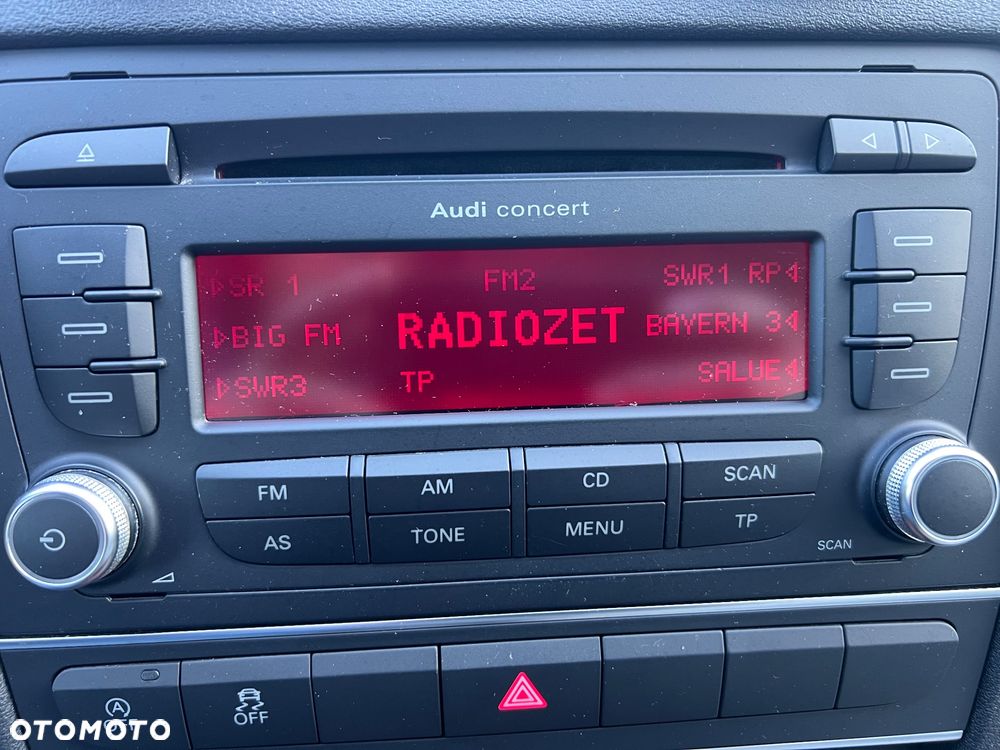 Audi concert
SR 1 FM2 SWR1 RP
BIG FM RADIOZET BAYERN 3
SWR3 TP SALUE
FM AM CD SCAN
AS TONE MENU TP
SCAN
A OFF
OFF
OTOMOTO